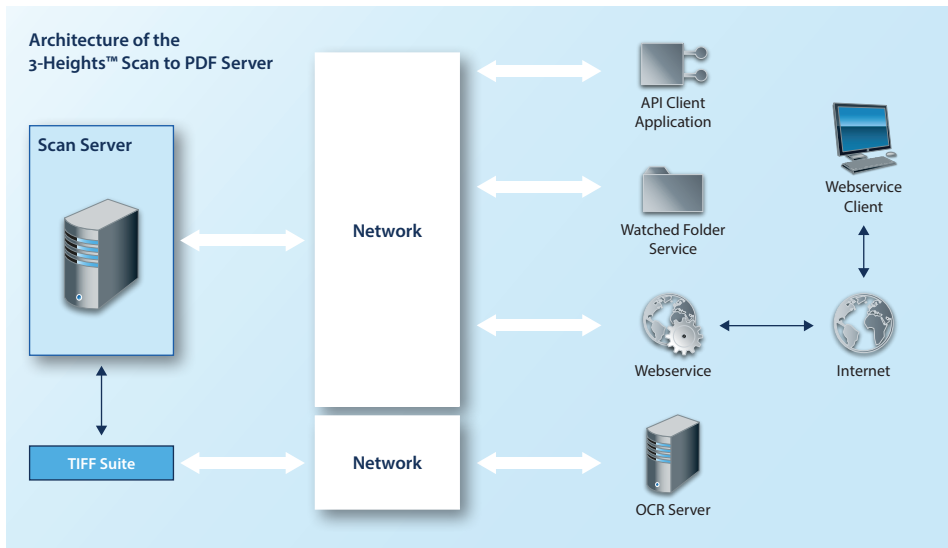 Architecture of the
3-Heights™ Scan to PDF Server
Scan Server
Network
API Client
Application
Watched Folder
Service
Webservice
Client
Webservice
Internet
TIFF Suite
Network
OCR Server